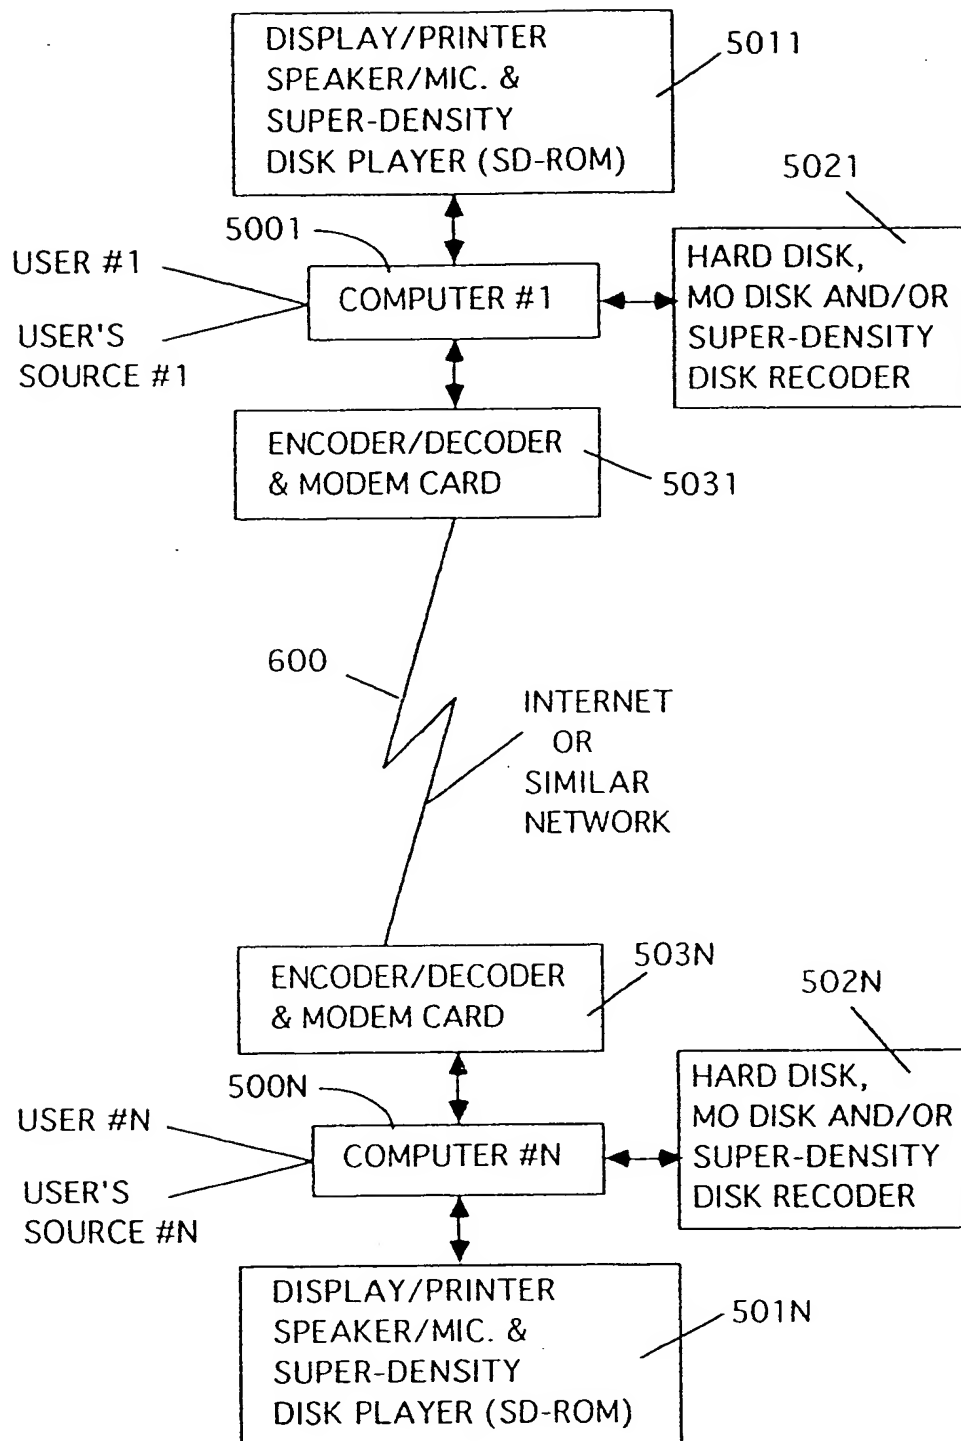 DISPLAY/PRINTER
SPEAKER/MIC. &
SUPER-DENSITY
DISK PLAYER (SD-ROM)
5011
5021
5001
USER #1
COMPUTER #1
USER'S
SOURCE #1
HARD DISK,
MO DISK AND/OR
SUPER-DENSITY
DISK RECODER
ENCODER/DECODER
& MODEM CARD
5031
600
INTERNET
OR
SIMILAR
NETWORK
503N
ENCODER/DECODER
& MODEM CARD
502N
500N
USER #N
COMPUTER #N
USER'S
SOURCE #N
HARD DISK,
MO DISK AND/OR
SUPER-DENSITY
DISK RECODER
DISPLAY/PRINTER
SPEAKER/MIC. &
SUPER-DENSITY
DISK PLAYER (SD-ROM)
501N